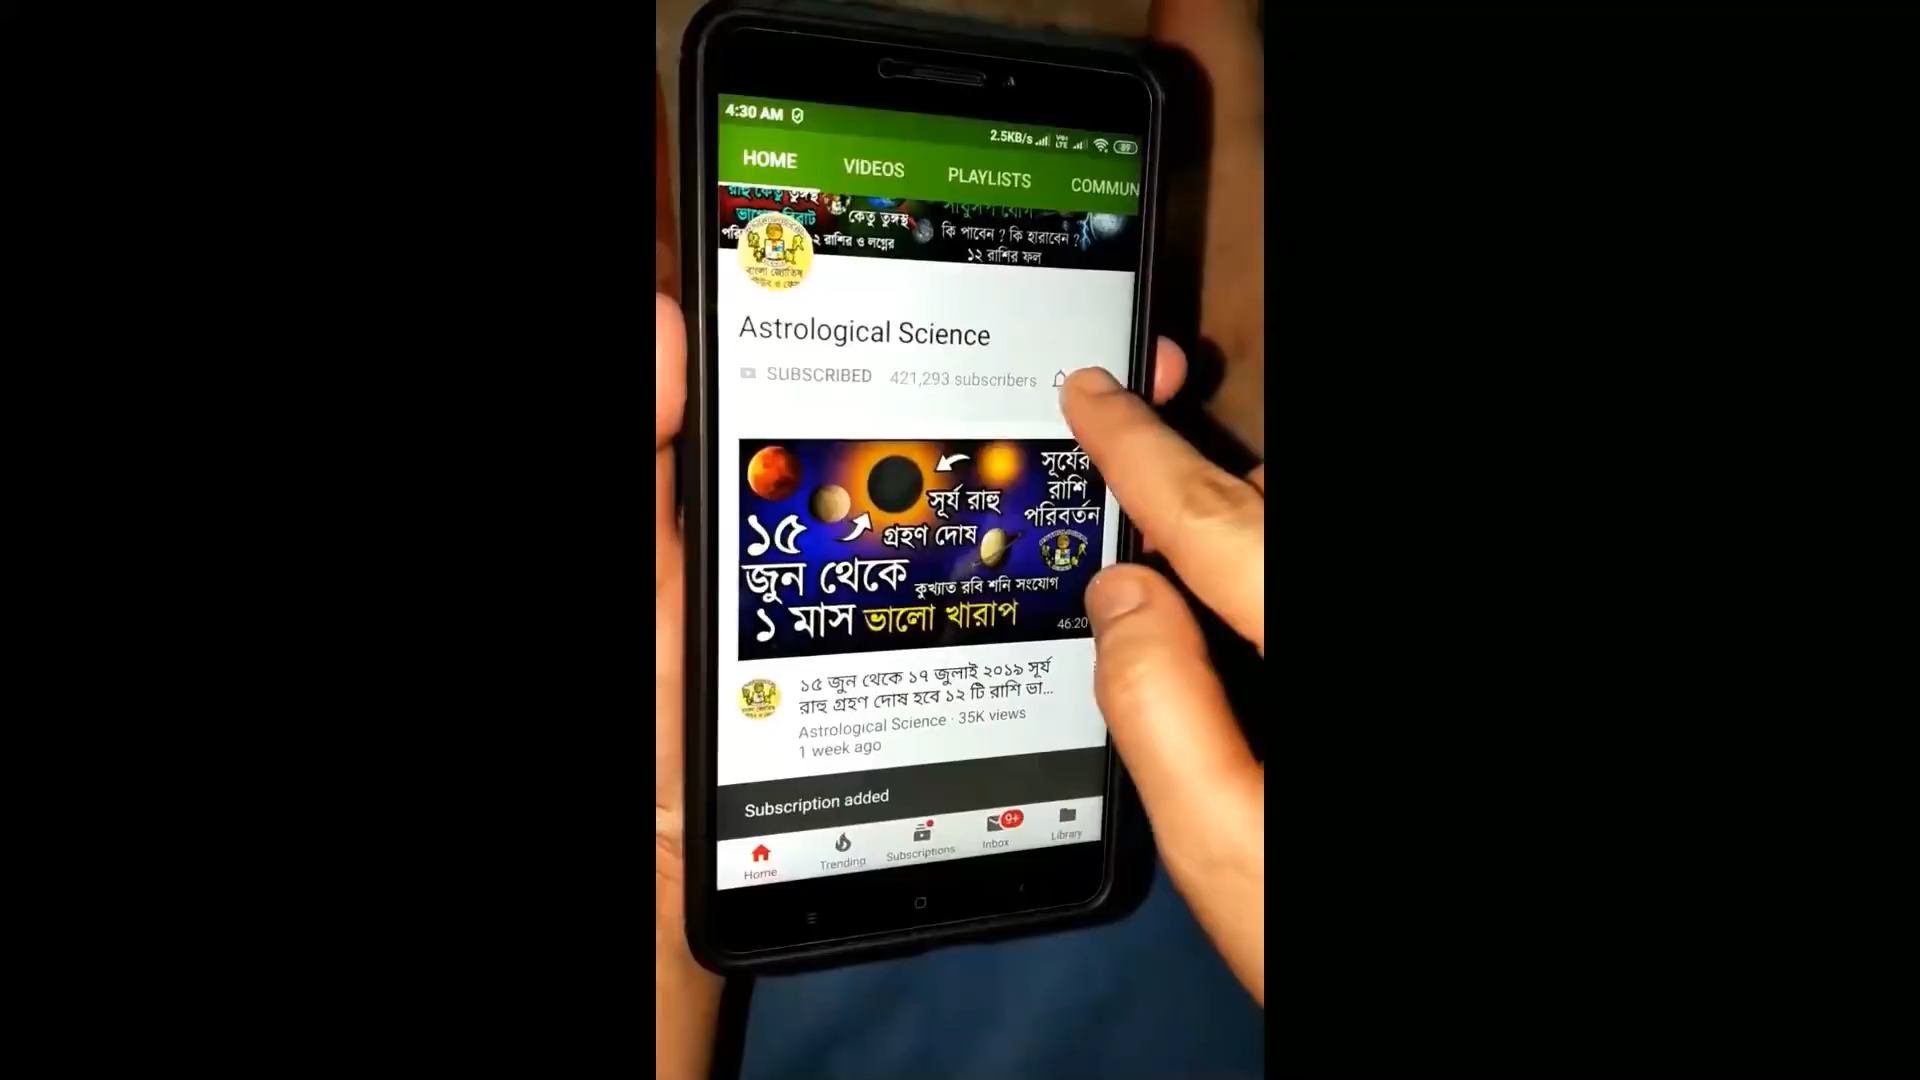 4:30 AM
2.5KB/s
89
HOME
VIDEOS
PLAYLISTS
COMMUN
রাহু কেতু তুঙ্গস্থ
কেতু তুঙ্গস্থ
২ রাশির ও লগ্নের
কি পাবেন ? কি হারাবেন ?
১২ রাশির ফল
বাংলা জ্যোতিষ
Astrological Science
SUBSCRIBED
421,293 subscribers
সূর্যের
রাশি
পরিবর্তন
সূর্য রাহু
গ্রহণ দোষ
১৫
জুন থেকে
কুখ্যাত রবি শনি সংযোগ
১ মাস ভালো খারাপ
46:20
১৫ জুন থেকে ১৭ জুলাই ২০১৯ সূর্য
রাহু গ্রহণ দোষ হবে ১২ টি রাশি ভা...
Astrological Science · 35K views
1 week ago
Subscription added
Home
Trending
Subscriptions
9+
Inbox
Library